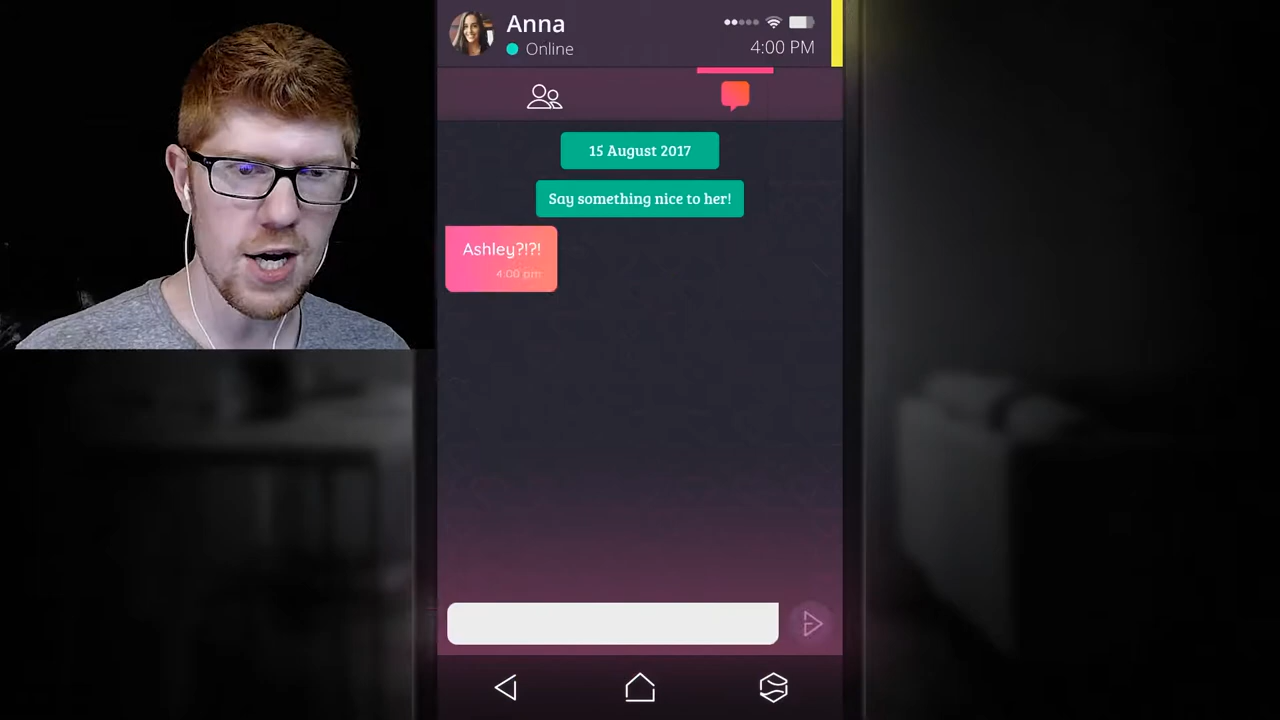 Anna
Online
4:00 PM
15 August 2017
Say something nice to her!
Ashley?!?!
4:00 pm